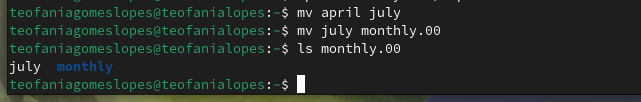 teofaniagomeslopes@teofanialopes:~$ mv april july
teofaniagomeslopes@teofanialopes:~$ mv july monthly.00
teofaniagomeslopes@teofanialopes:~$ ls monthly.00
july  monthly
teofaniagomeslopes@teofanialopes:~$